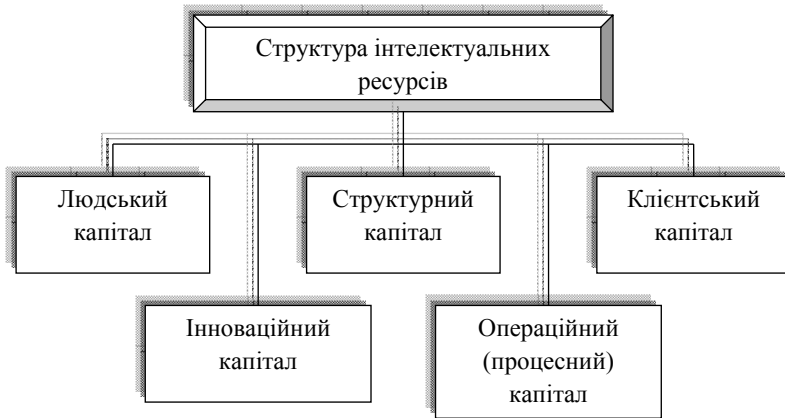 Структура інтелектуальних
ресурсів
Людський
капітал
Структурний
капітал
Клієнтський
капітал
Інноваційний
капітал
Операційний
(процесний)
капітал